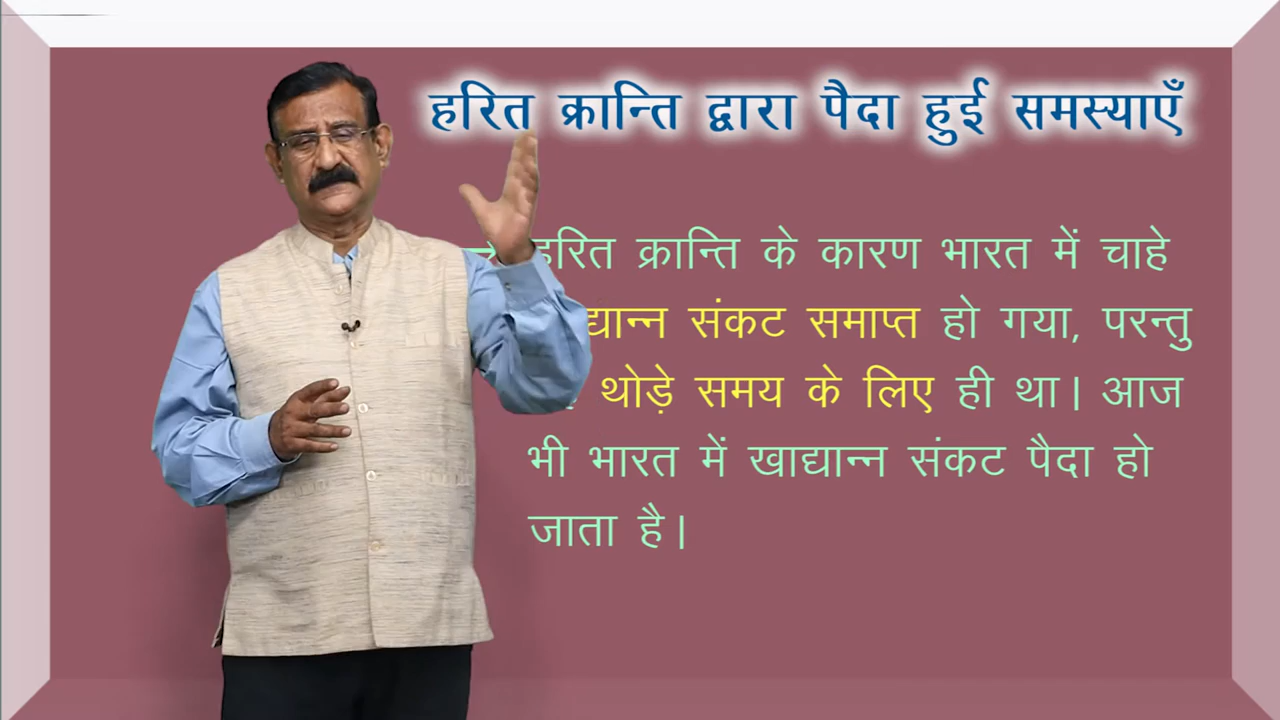 हरित क्रान्ति द्वारा पैदा हुई समस्याएँ
हरित क्रान्ति के कारण भारत में चाहे
संकट समाप्त हो गया, परन्तु
थोड़े समय के लिए ही था। आज
भी भारत में खाद्यान्न संकट पैदा हो
जाता है।